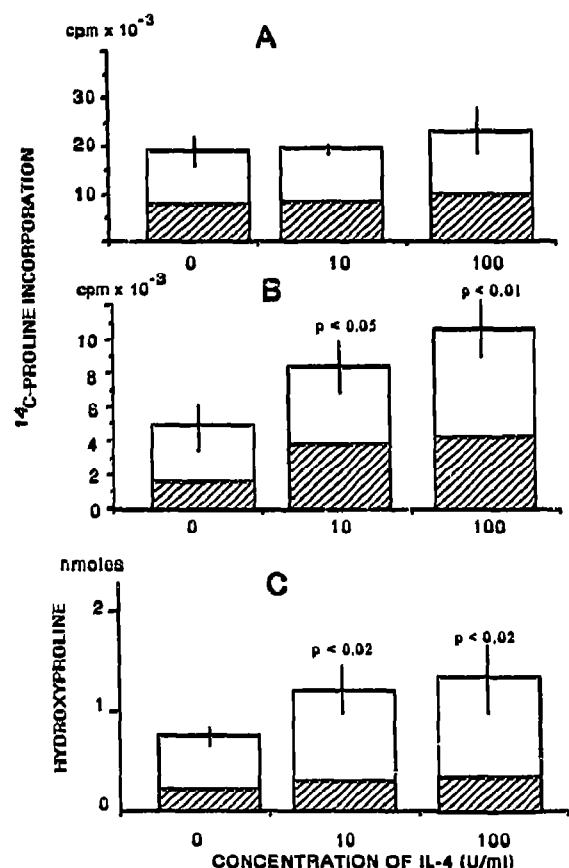 cpm x 10⁻³
A
30
20
10
0 10 100
cpm x 10⁻³
B
p < 0.05
p < 0.01
10
8
6
4
2
0
0 10 100
¹⁴C-PROLINE INCORPORATION
nmoles
C
p < 0.02
p < 0.02
2
1
0
HYDROXYPROLINE
0 10 100
CONCENTRATION OF IL-4 (U/ml)